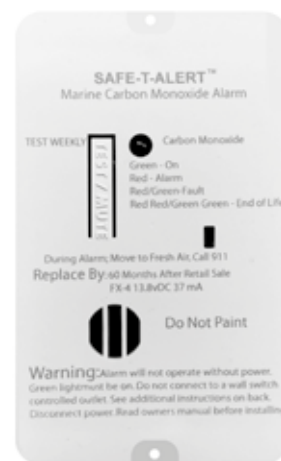 SAFE-T-ALERT™
Marine Carbon Monoxide Alarm
TEST WEEKLY
TEST / MUTE
Carbon Monoxide
Green - On
Red - Alarm
Red/Green-Fault
Red Red/Green Green - End of Life
During Alarm; Move to Fresh Air, Call 911
Replace By: 60 Months After Retail Sale
FX-4 13.8vDC 37 mA
Do Not Paint
Warning: Alarm will not operate without power.
Green lightmust be on. Do not connect to a wall switch
controlled outlet. See additional instructions on back.
Disconnect power. Read owners manual before installing